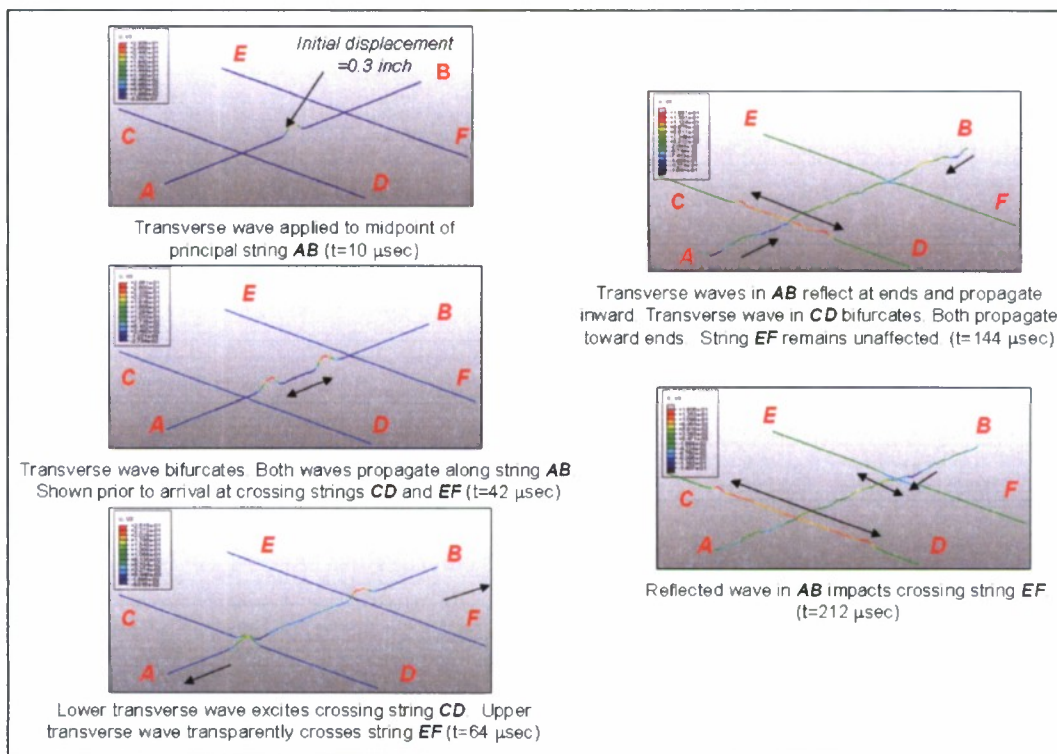 Initial displacement
=0.3 inch
E
B
C
F
A
D
Transverse wave applied to midpoint of
principal string AB (t=10 µsec)
E
B
C
F
A
D
Transverse wave bifurcates. Both waves propagate along string AB
Shown prior to arrival at crossing strings CD and EF (t=42 µsec)
E
B
C
F
A
D
Lower transverse wave excites crossing string CD. Upper
transverse wave transparently crosses string EF (t=64 µsec)
E
B
C
F
A
D
Transverse waves in AB reflect at ends and propagate
inward. Transverse wave in CD bifurcates. Both propagate
toward ends. String EF remains unaffected. (t=144 µsec)
E
B
C
F
A
D
Reflected wave in AB impacts crossing string EF.
(t=212 µsec)